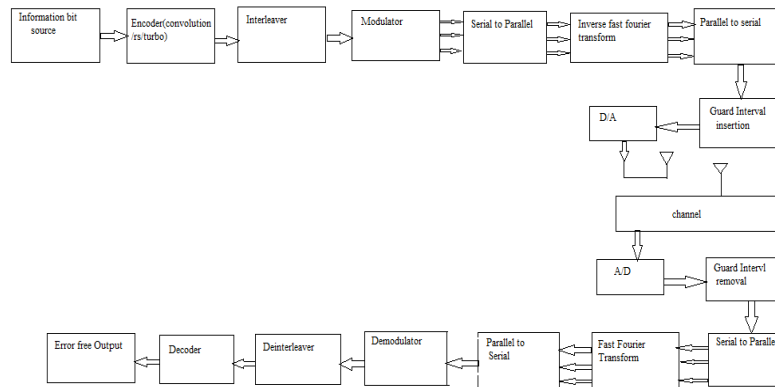 Information bit
source
Encoder(convolution
/rs/turbo)
Interleaver
Modulator
Serial to Parallel
Inverse fast fourier
transform
Parallel to serial
Guard Interval
insertion
D/A
channel
A/D
Guard Intervl
removal
Serial to Paralle
Fast Fourier
Transform
Parallel to
Serial
Demodulator
Deinterleaver
Decoder
Error free Output